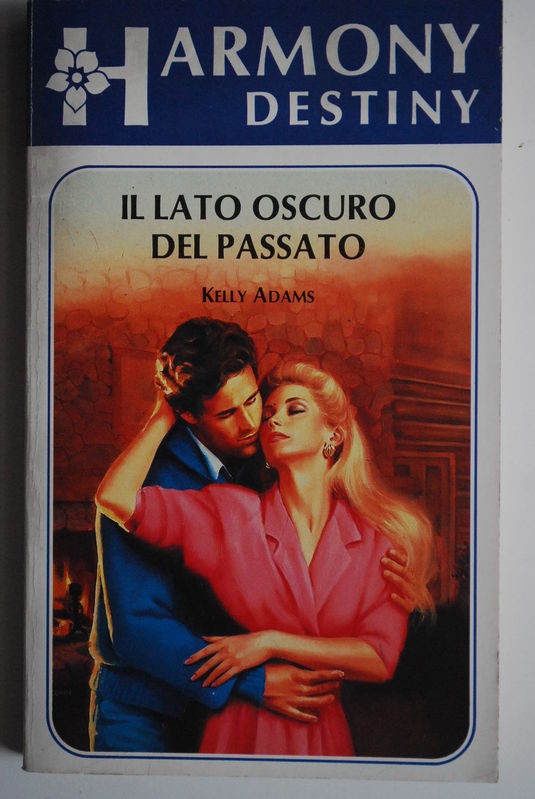 HARMONY
DESTINY
IL LATO OSCURO
DEL PASSATO
KELLY ADAMS